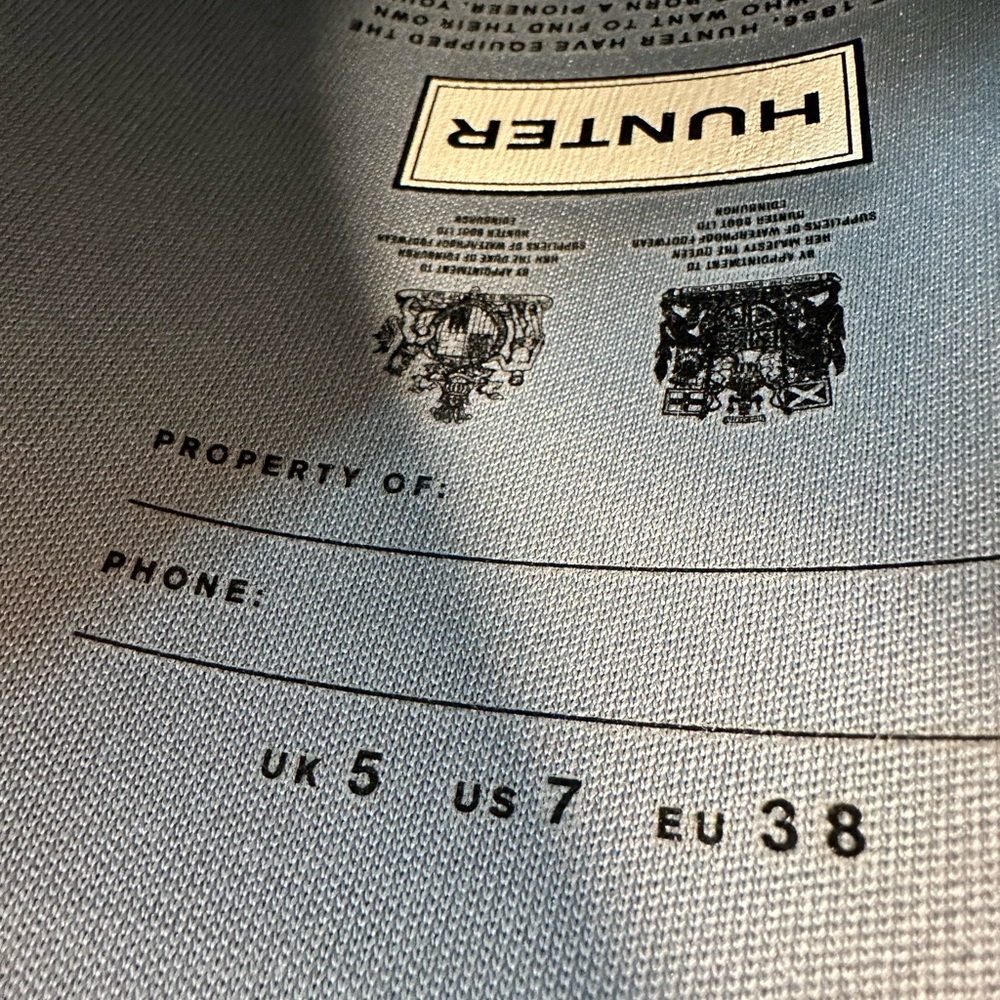 1856, HUNTER HAVE EQUIPPED THE
WHO WANT TO FIND THEIR OWN
BORN A PIONEER.
HUNTER
BY APPOINTMENT TO
HER MAJESTY THE QUEEN
SUPPLIERS OF WATERPROOF FOOTWEAR
HUNTER BOOT LTD
EDINBURGH
BY APPOINTMENT TO
HRH THE DUKE OF EDINBURGH
SUPPLIERS OF WATERPROOF FOOTWEAR
HUNTER BOOT LTD
EDINBURGH
PROPERTY OF:
PHONE:
UK 5 US 7 EU 38